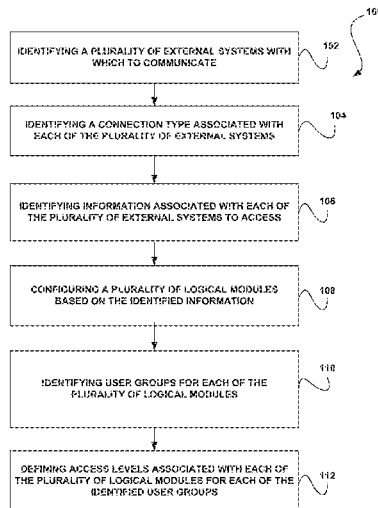 IDENTIFYING A PLURALITY OF EXTERNAL SYSTEMS WITH
WHICH TO COMMUNICATE
102
IDENTIFYING A CONNECTION TYPE ASSOCIATED WITH
EACH OF THE PLURALITY OF EXTERNAL SYSTEMS
104
IDENTIFYING INFORMATION ASSOCIATED WITH EACH OF
THE PLURALITY OF EXTERNAL SYSTEMS TO ACCESS
106
CONFIGURING A PLURALITY OF LOGICAL MODULES
BASED ON THE IDENTIFIED INFORMATION
108
IDENTIFYING USER GROUPS FOR EACH OF THE
PLURALITY OF LOGICAL MODULES
110
DEFINING ACCESS LEVELS ASSOCIATED WITH EACH OF
THE PLURALITY OF LOGICAL MODULES FOR EACH OF THE
IDENTIFIED USER GROUPS
112